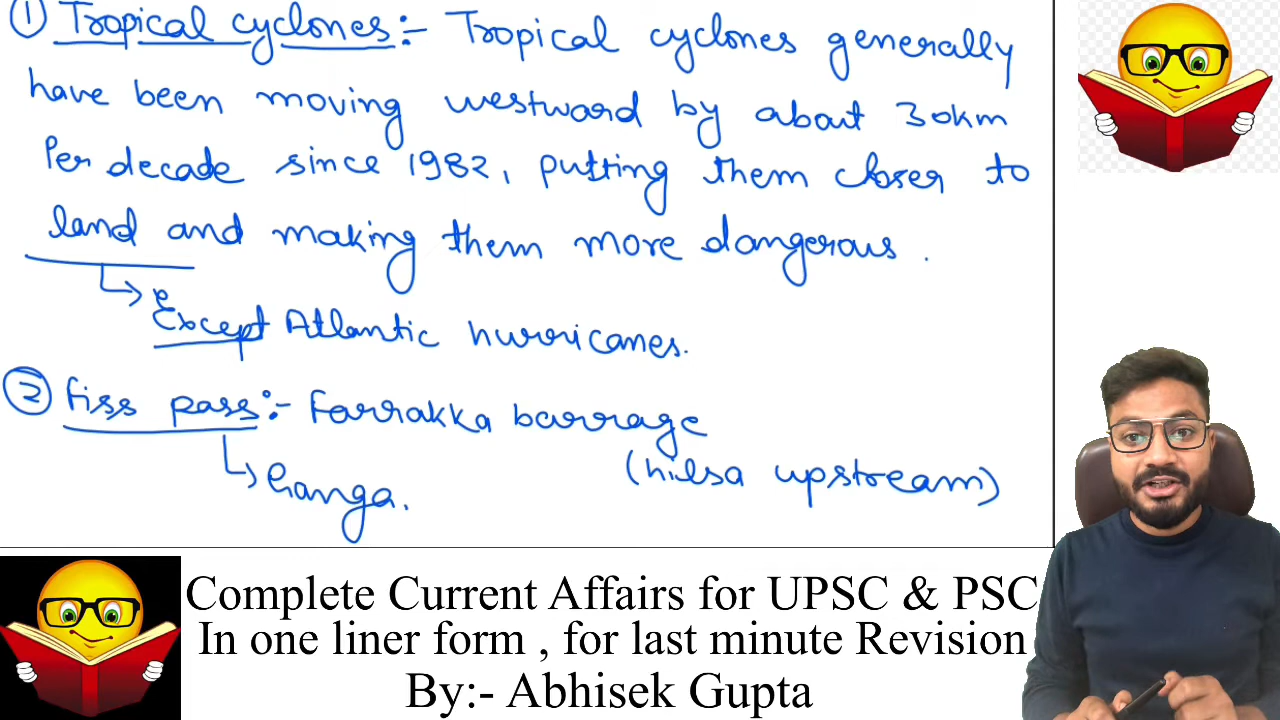 ① Tropical cyclones:- Tropical cyclones generally
have been moving westward by about 30km
Per decade since 1982, putting them closer to
land and making them more dangerous.
Except Atlantic hurricanes.
② fiss pass:- Farrakka barrage
(hilsa upstream)
Ganga.
Complete Current Affairs for UPSC & PSC
In one liner form , for last minute Revision
By:- Abhisek Gupta